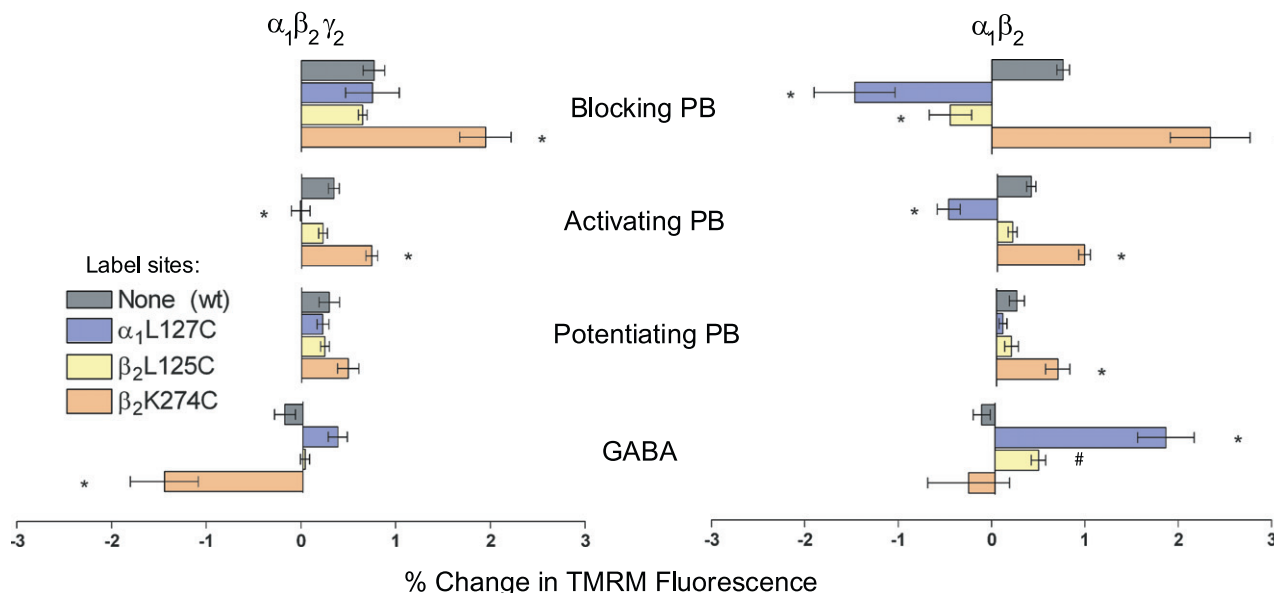 α₁β₂γ₂
α₁β₂
Blocking PB
*
*
*
Activating PB
*
*
*
*
Label sites:
None (wt)
α₁L127C
β₂L125C
β₂K274C
Potentiating PB
*
GABA
*
*
#
-3 -2 -1 0 1 2 3
-3 -2 -1 0 1 2 3
% Change in TMRM Fluorescence